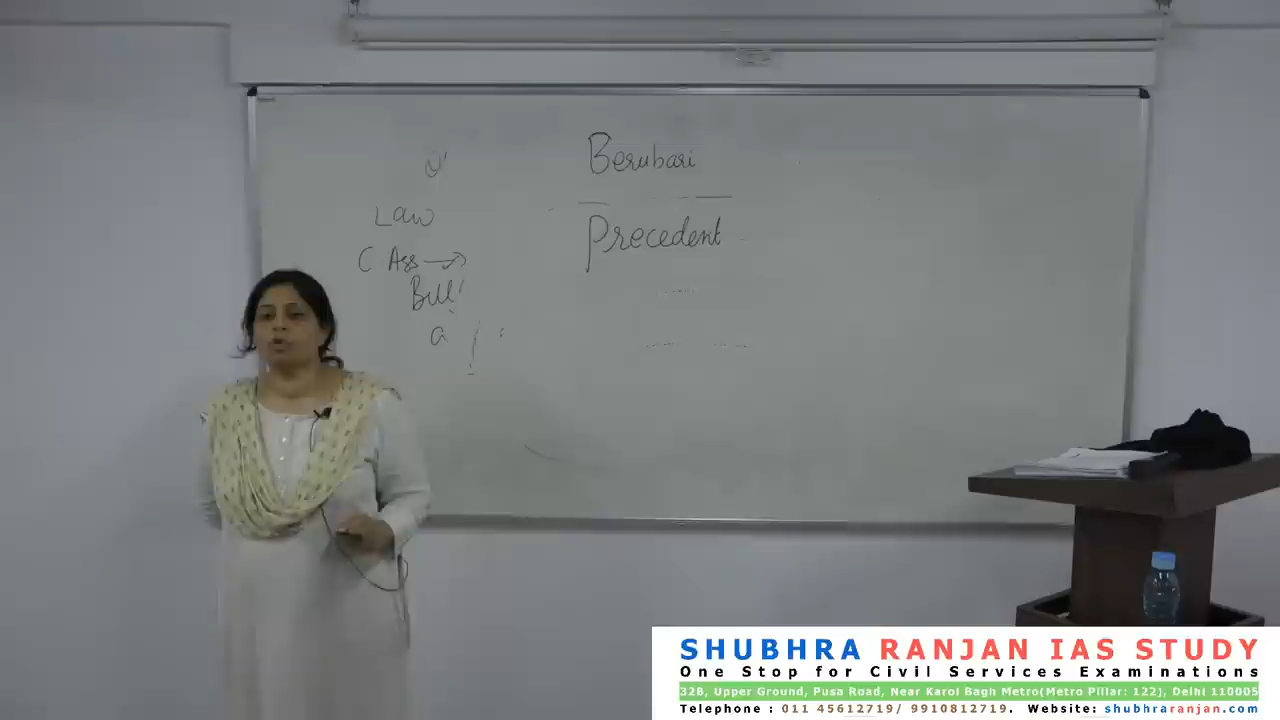 Berubari
Law
Precedent
C Ass →
Bill
a
SHUBHRA RANJAN IAS STUDY
One Stop for Civil Services Examinations
32B, Upper Ground, Pusa Road, Near Karol Bagh Metro(Metro Pillar: 122), Delhi 110005
Telephone : 011 45612719/ 9910812719. Website: shubhraranjan.com